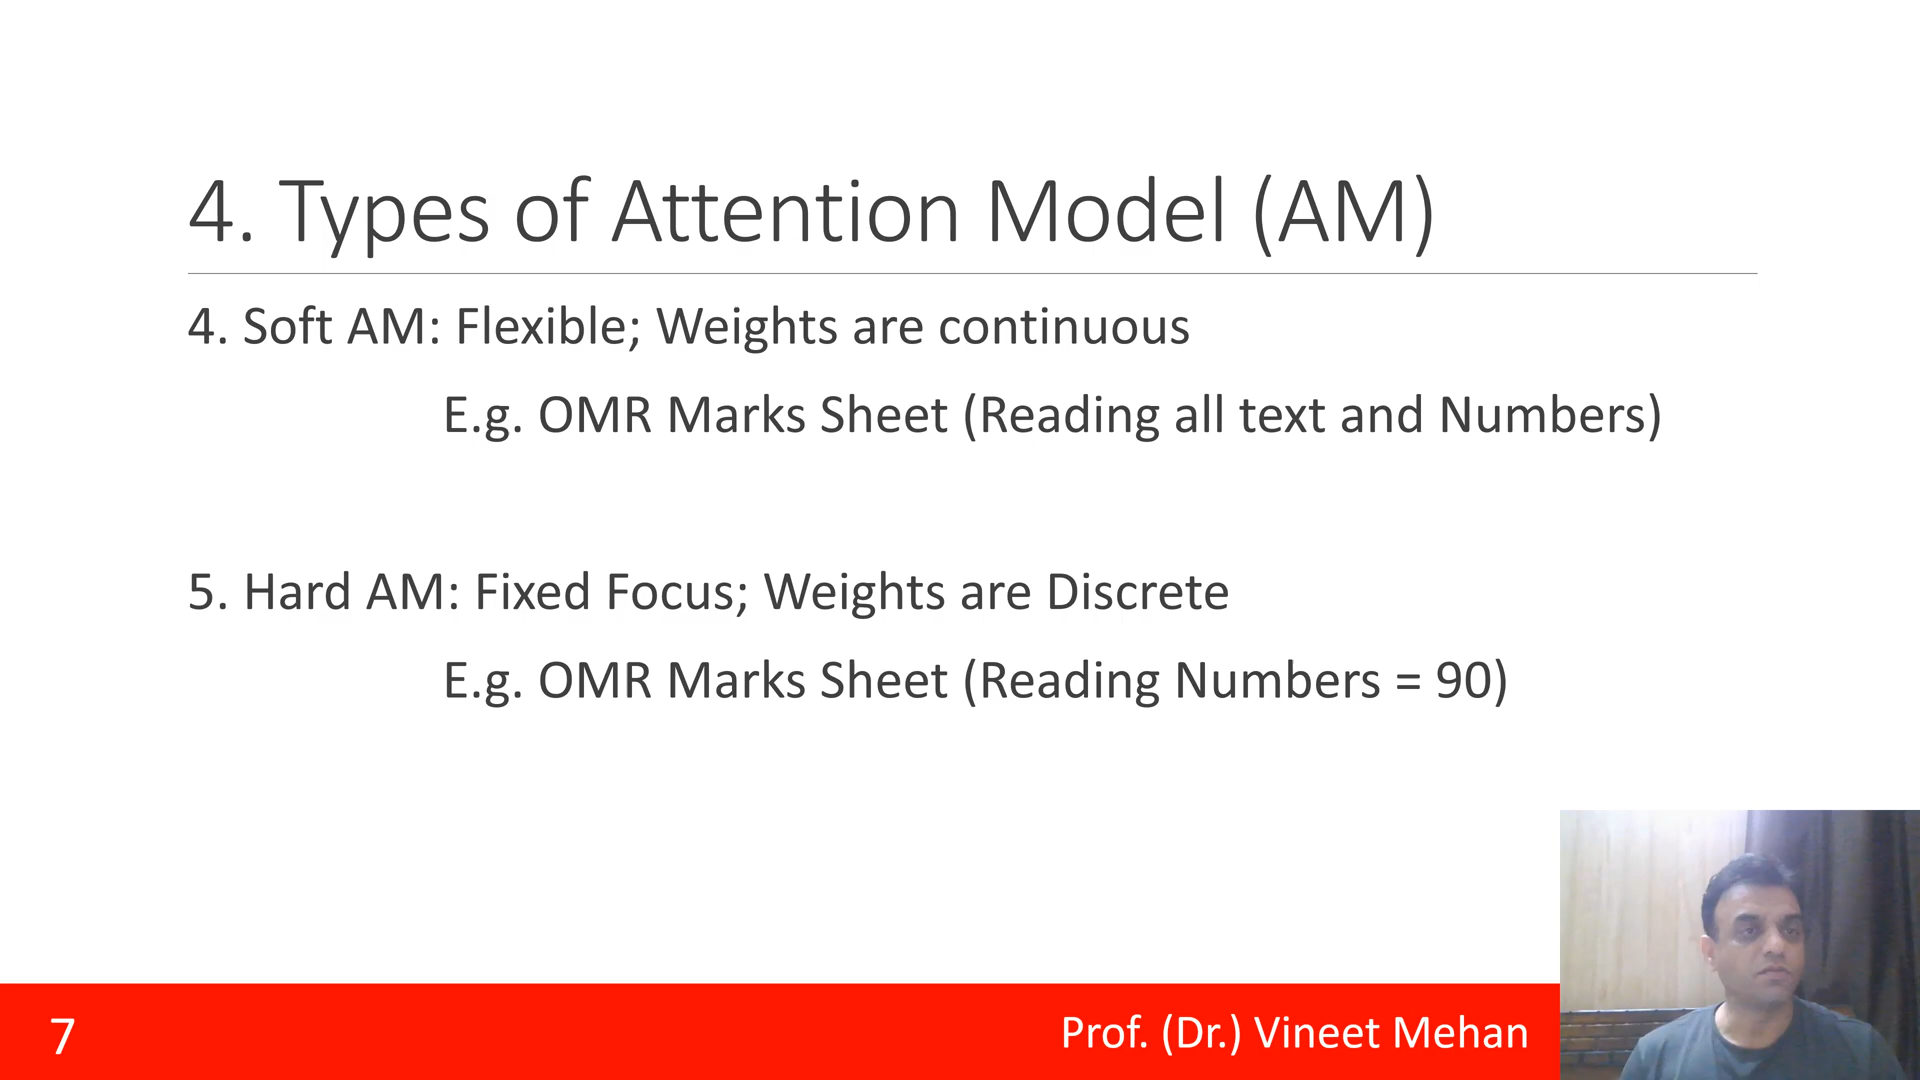 4. Types of Attention Model (AM)
4. Soft AM: Flexible; Weights are continuous
E.g. OMR Marks Sheet (Reading all text and Numbers)
5. Hard AM: Fixed Focus; Weights are Discrete
E.g. OMR Marks Sheet (Reading Numbers = 90)
7
Prof. (Dr.) Vineet Mehan